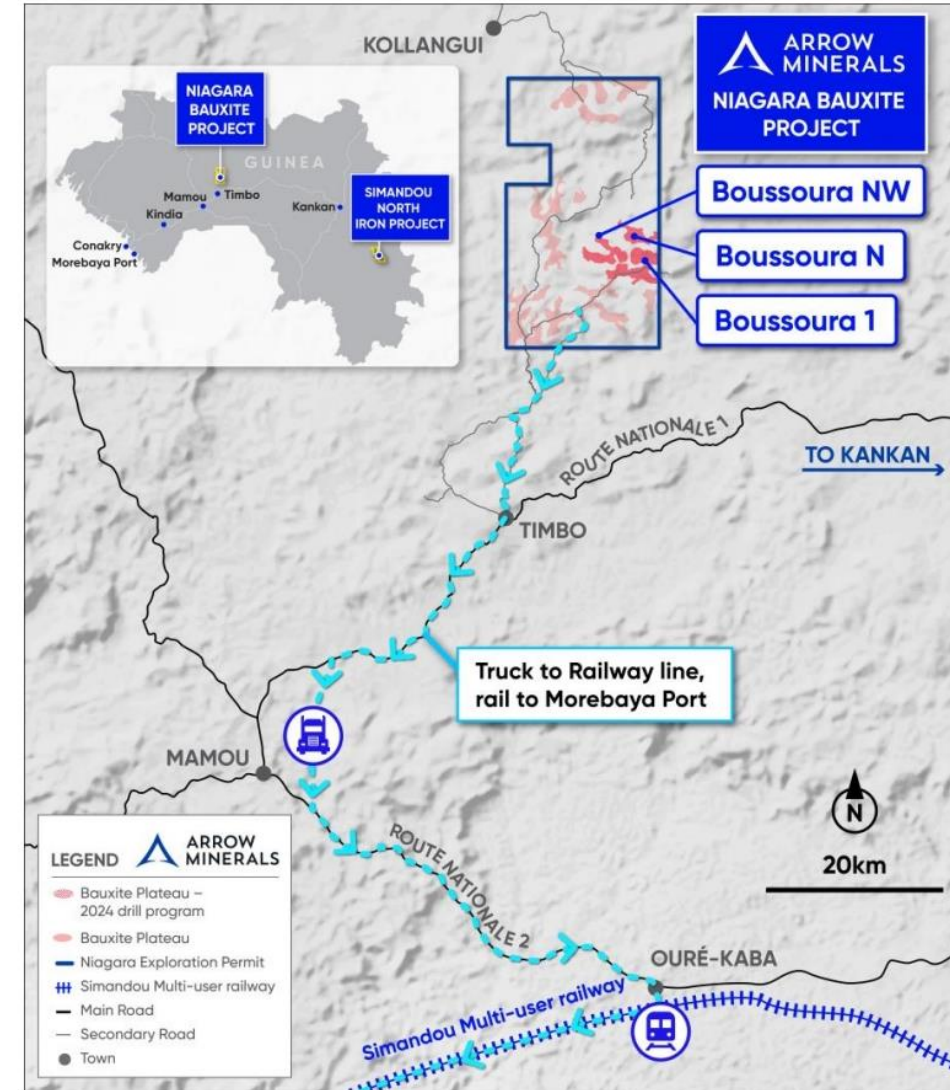 KOLLANGUI
ARROW
MINERALS
NIAGARA BAUXITE
PROJECT
NIAGARA
BAUXITE
PROJECT
GUINEA
Mamou
Timbo
Kindia
Kankan
SIMANDOU
NORTH
IRON PROJECT
Conakry
Morebaya Port
Boussoura NW
Boussoura N
Boussoura 1
ROUTE NATIONALE 1
TO KANKAN
TIMBO
Truck to Railway line,
rail to Morebaya Port
MAMOU
N
20km
ROUTE NATIONALE 2
OURÉ-KABA
Simandou Multi-user railway
LEGEND
ARROW
MINERALS
Bauxite Plateau –
2024 drill program
Bauxite Plateau
Niagara Exploration Permit
Simandou Multi-user railway
Main Road
Secondary Road
Town